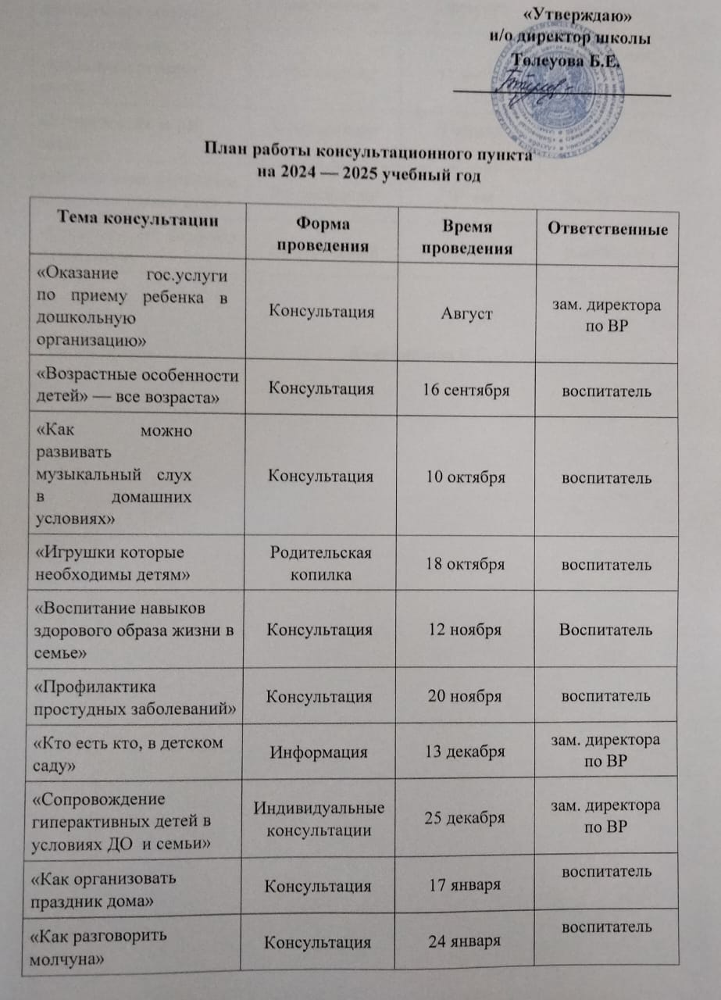 «Утверждаю»
и/о директор школы
Толеуова Б.Е.
План работы консультационного пункта
на 2024 — 2025 учебный год
Тема консультации
Форма
проведения
Время
проведения
Ответственные
«Оказание гос.услуги
по приему ребенка в
дошкольную
организацию»
Консультация
Август
зам. директора
по ВР
«Возрастные особенности
детей» — все возраста»
Консультация
16 сентября
воспитатель
«Как можно
развивать
музыкальный слух
в домашних
условиях»
Консультация
10 октября
воспитатель
«Игрушки которые
необходимы детям»
Родительская
копилка
18 октября
воспитатель
«Воспитание навыков
здорового образа жизни в
семье»
Консультация
12 ноября
Воспитатель
«Профилактика
простудных заболеваний»
Консультация
20 ноября
воспитатель
«Кто есть кто, в детском
саду»
Информация
13 декабря
зам. директора
по ВР
«Сопровождение
гиперактивных детей в
условиях ДО и семьи»
Индивидуальные
консультации
25 декабря
зам. директора
по ВР
«Как организовать
праздник дома»
Консультация
17 января
воспитатель
«Как разговорить
молчуна»
Консультация
24 января
воспитатель